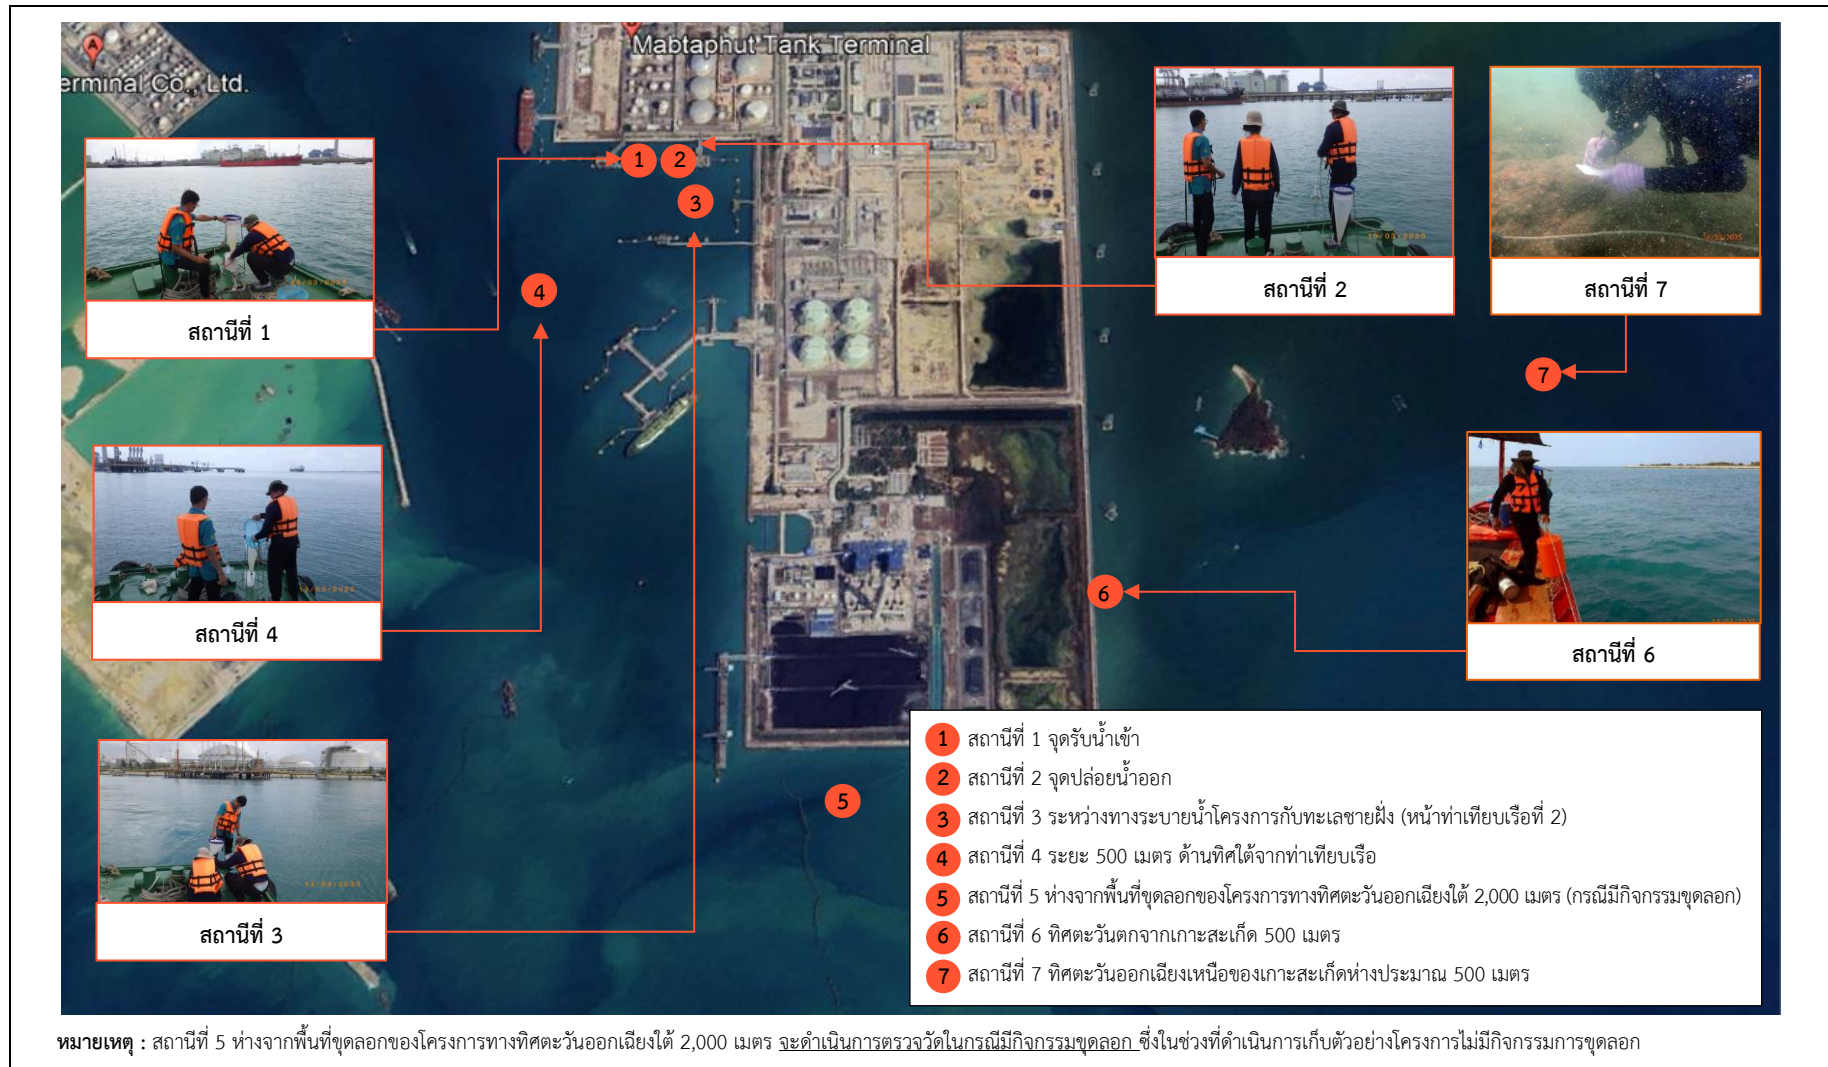 A
Mabtaphut Tank Terminal
erminal Co., Ltd.
1
2
3
4
7
6
5
สถานีที่ 1
สถานีที่ 2
สถานีที่ 7
19/03/2025
สถานีที่ 4
13/03/2025
สถานีที่ 6
สถานีที่ 3
12/03/2025
1 สถานีที่ 1 จุดรับน้ำเข้า
2 สถานีที่ 2 จุดปล่อยน้ำออก
3 สถานีที่ 3 ระหว่างทางระบายน้ำโครงการกับทะเลชายฝั่ง (หน้าท่าเทียบเรือที่ 2)
4 สถานีที่ 4 ระยะ 500 เมตร ด้านทิศใต้จากท่าเทียบเรือ
5 สถานีที่ 5 ห่างจากพื้นที่ขุดลอกของโครงการทางทิศตะวันออกเฉียงใต้ 2,000 เมตร (กรณีมีกิจกรรมขุดลอก)
6 สถานีที่ 6 ทิศตะวันตกจากเกาะสะเก็ด 500 เมตร
7 สถานีที่ 7 ทิศตะวันออกเฉียงเหนือของเกาะสะเก็ดห่างประมาณ 500 เมตร
หมายเหตุ : สถานีที่ 5 ห่างจากพื้นที่ขุดลอกของโครงการทางทิศตะวันออกเฉียงใต้ 2,000 เมตร จะดำเนินการตรวจวัดในกรณีมีกิจกรรมขุดลอก ซึ่งในช่วงที่ดำเนินการเก็บตัวอย่างโครงการไม่มีกิจกรรมการขุดลอก